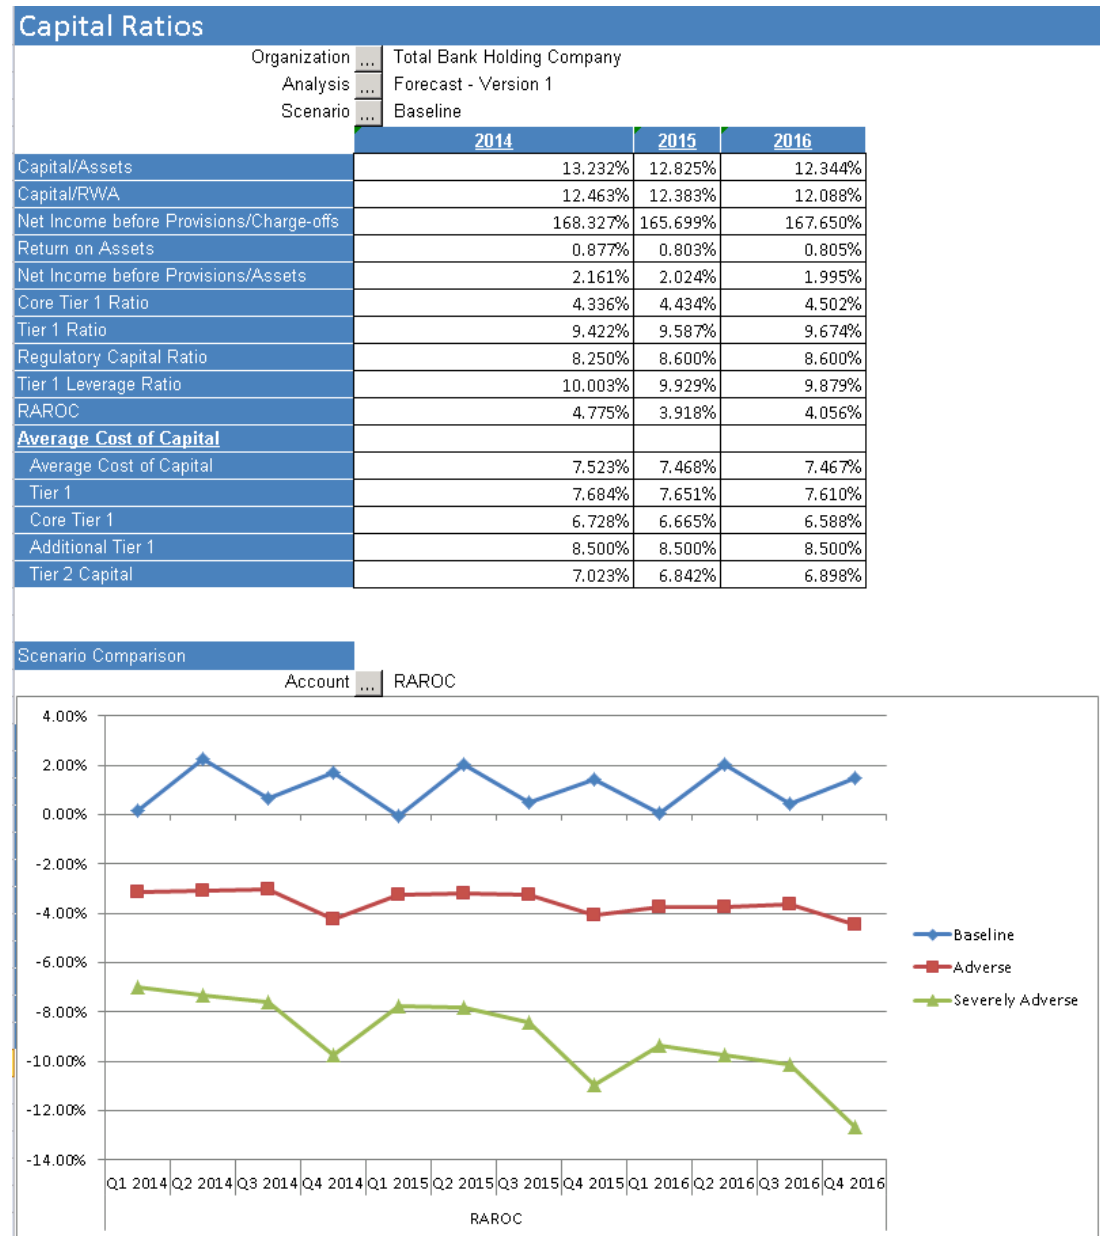 Capital Ratios
Organization ... Total Bank Holding Company
Analysis ... Forecast - Version 1
Scenario ... Baseline
2014 2015 2016
Capital/Assets 13.232% 12.825% 12.344%
Capital/RWA 12.463% 12.383% 12.088%
Net Income before Provisions/Charge-offs 168.327% 165.699% 167.650%
Return on Assets 0.877% 0.803% 0.805%
Net Income before Provisions/Assets 2.161% 2.024% 1.995%
Core Tier 1 Ratio 4.336% 4.434% 4.502%
Tier 1 Ratio 9.422% 9.587% 9.674%
Regulatory Capital Ratio 8.250% 8.600% 8.600%
Tier 1 Leverage Ratio 10.003% 9.929% 9.879%
RAROC 4.775% 3.918% 4.056%
Average Cost of Capital
Average Cost of Capital 7.523% 7.468% 7.467%
Tier 1 7.684% 7.651% 7.610%
Core Tier 1 6.728% 6.665% 6.588%
Additional Tier 1 8.500% 8.500% 8.500%
Tier 2 Capital 7.023% 6.842% 6.898%
Scenario Comparison
Account ... RAROC
4.00%
2.00%
0.00%
-2.00%
-4.00%
-6.00%
-8.00%
-10.00%
-12.00%
-14.00%
Baseline
Adverse
Severely Adverse
Q1 2014 Q2 2014 Q3 2014 Q4 2014 Q1 2015 Q2 2015 Q3 2015 Q4 2015 Q1 2016 Q2 2016 Q3 2016 Q4 2016
RAROC